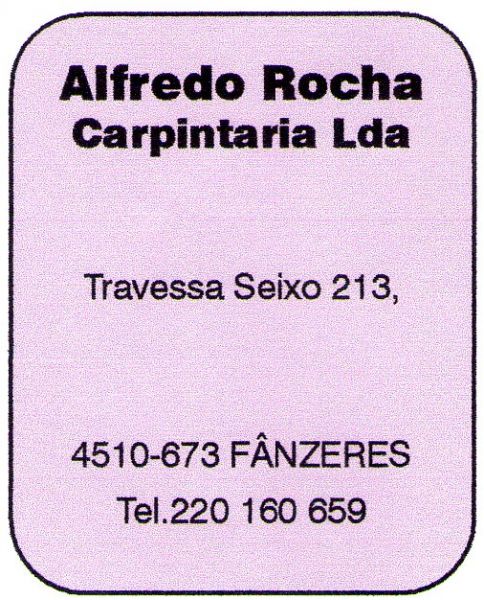 Alfredo Rocha
Carpintaria Lda
Travessa Seixo 213,
4510-673 FÂNZERES
Tel.220 160 659